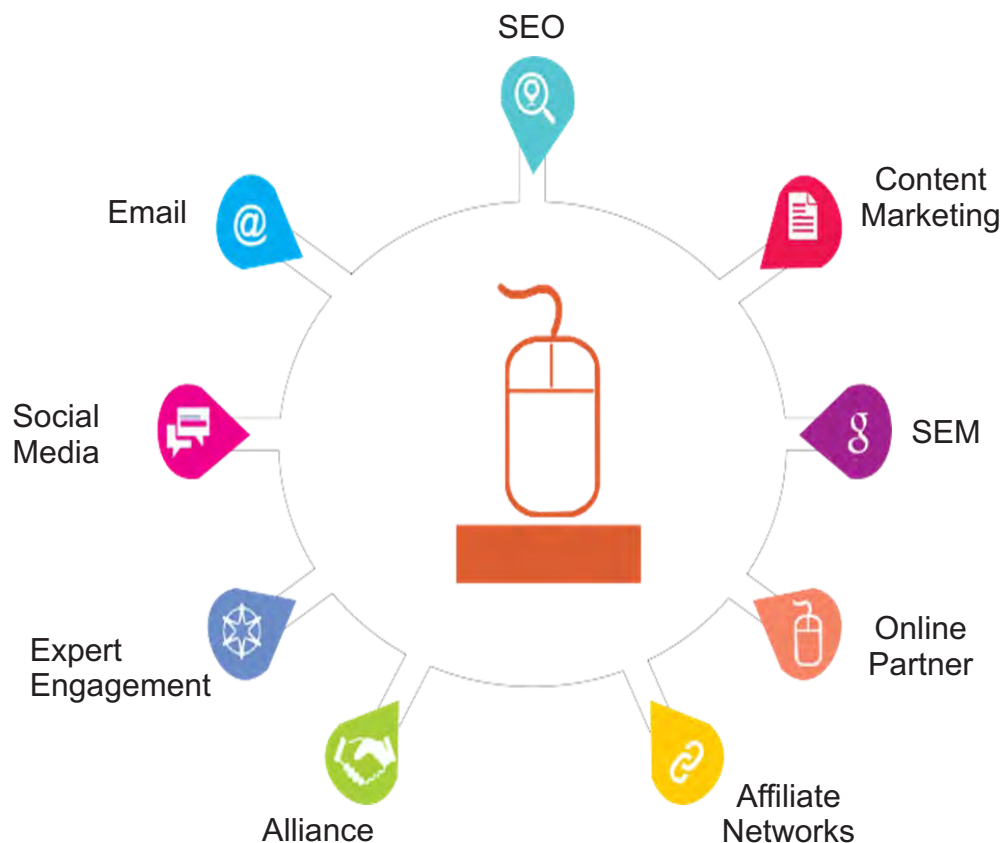 SEO
Content
Marketing
SEM
Online
Partner
Affiliate
Networks
Alliance
Expert
Engagement
Social
Media
Email
@
g